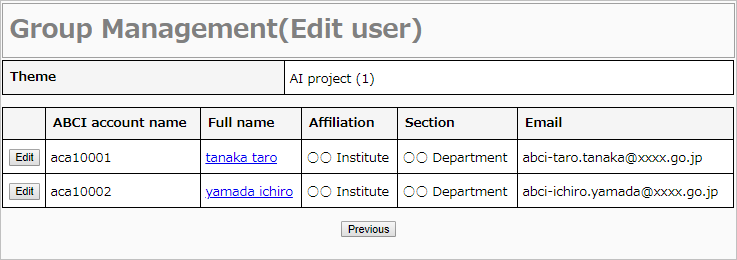 Group Management(Edit user)
Theme AI project (1)
ABCI account name Full name Affiliation Section Email
Edit aca10001 tanaka taro ○○ Institute ○○ Department abci-taro.tanaka@xxxx.go.jp
Edit aca10002 yamada ichiro ○○ Institute ○○ Department abci-ichiro.yamada@xxxx.go.jp
Previous